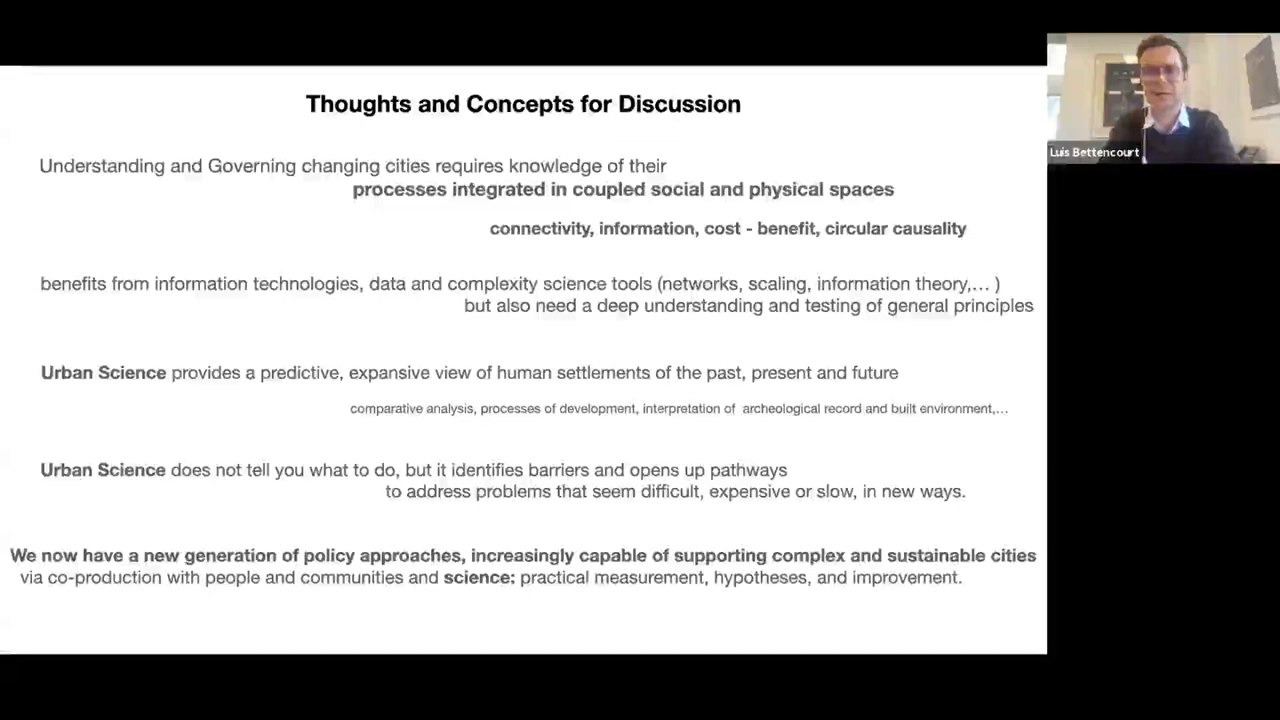 Thoughts and Concepts for Discussion
Luis Bettencourt
Understanding and Governing changing cities requires knowledge of their
processes integrated in coupled social and physical spaces
connectivity, information, cost - benefit, circular causality
benefits from information technologies, data and complexity science tools (networks, scaling, information theory,... )
but also need a deep understanding and testing of general principles
Urban Science provides a predictive, expansive view of human settlements of the past, present and future
comparative analysis, processes of development, interpretation of archeological record and built environment,...
Urban Science does not tell you what to do, but it identifies barriers and opens up pathways
to address problems that seem difficult, expensive or slow, in new ways.
We now have a new generation of policy approaches, increasingly capable of supporting complex and sustainable cities
via co-production with people and communities and science: practical measurement, hypotheses, and improvement.